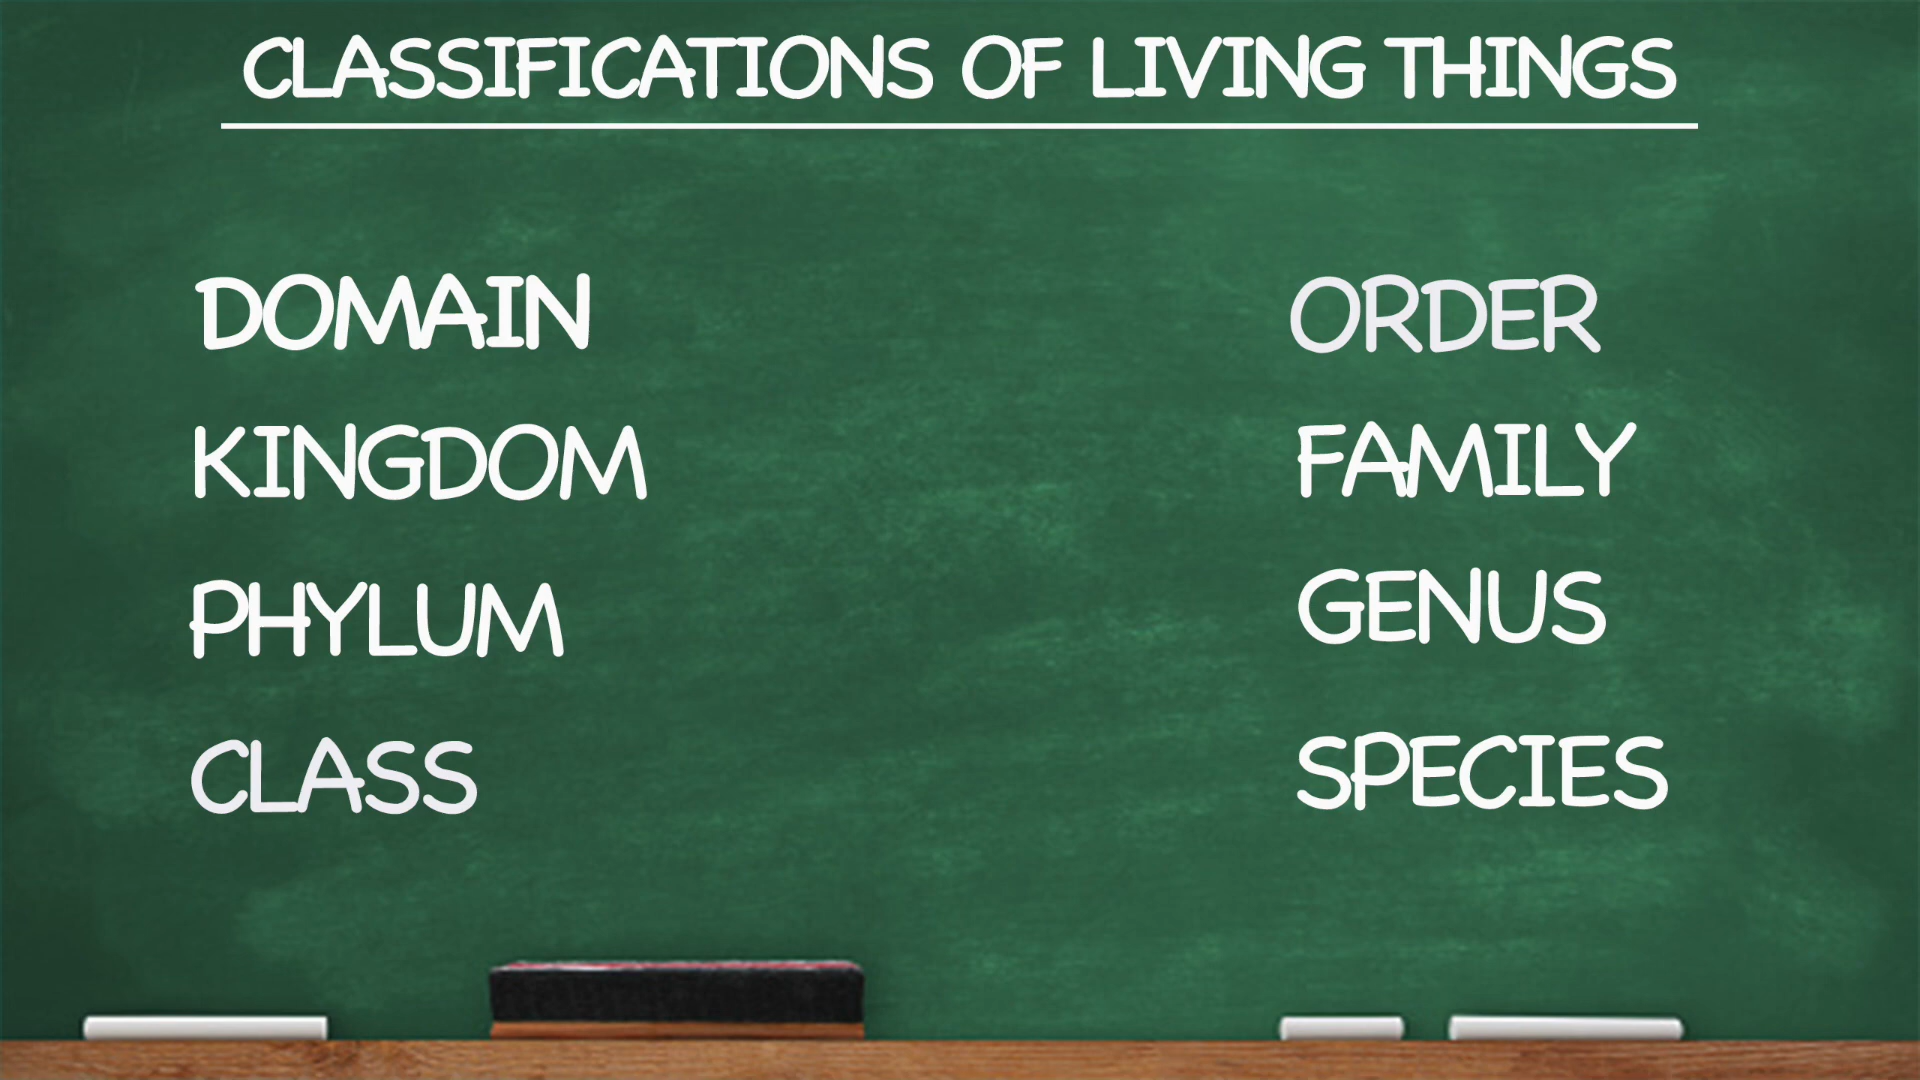 CLASSIFICATIONS OF LIVING THINGS
DOMAIN
KINGDOM
PHYLUM
CLASS
ORDER
FAMILY
GENUS
SPECIES